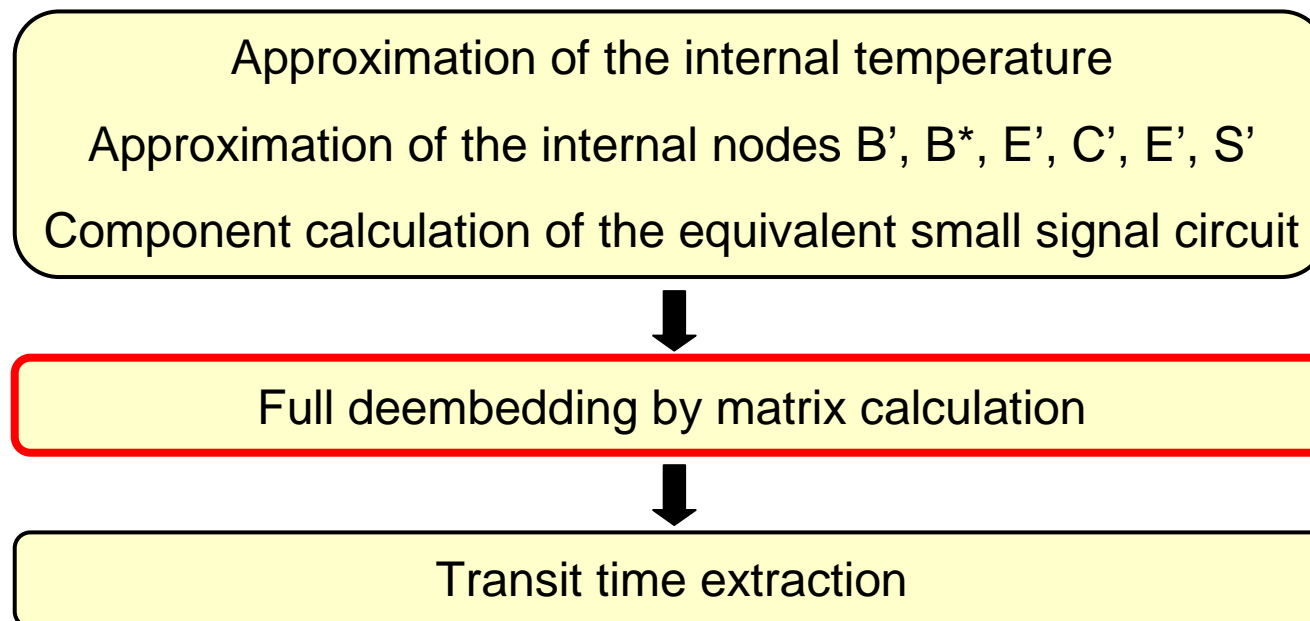 Approximation of the internal temperature
Approximation of the internal nodes B’, B*, E’, C’, E’, S’
Component calculation of the equivalent small signal circuit
Full deembedding by matrix calculation
Transit time extraction